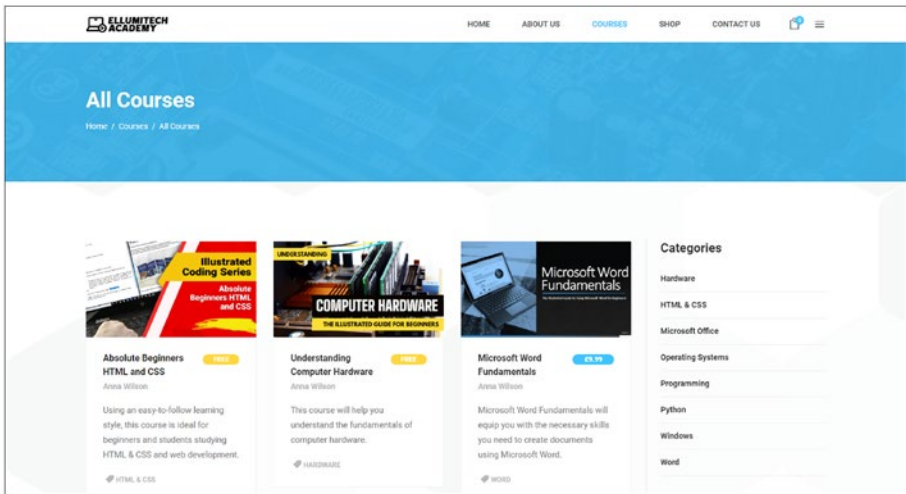 ELLUMITECH
ACADEMY
HOME ABOUT US COURSES SHOP CONTACT US
All Courses
Home / Courses / All Courses
Illustrated
Coding Series
Absolute
Beginners HTML
and CSS
UNDERSTANDING
COMPUTER HARDWARE
THE ILLUSTRATED GUIDE FOR BEGINNERS
Microsoft Word
Fundamentals
Absolute Beginners
HTML and CSS
FREE
Anna Wilson
Using an easy-to-follow learning
style, this course is ideal for
beginners and students studying
HTML & CSS and web development.
HTML & CSS
Understanding
Computer Hardware
FREE
Anna Wilson
This course will help you
understand the fundamentals of
computer hardware.
HARDWARE
Microsoft Word
Fundamentals
£9.99
Anna Wilson
Microsoft Word Fundamentals will
equip you with the necessary skills
you need to create documents
using Microsoft Word.
WORD
Categories
Hardware
HTML & CSS
Microsoft Office
Operating Systems
Programming
Python
Windows
Word